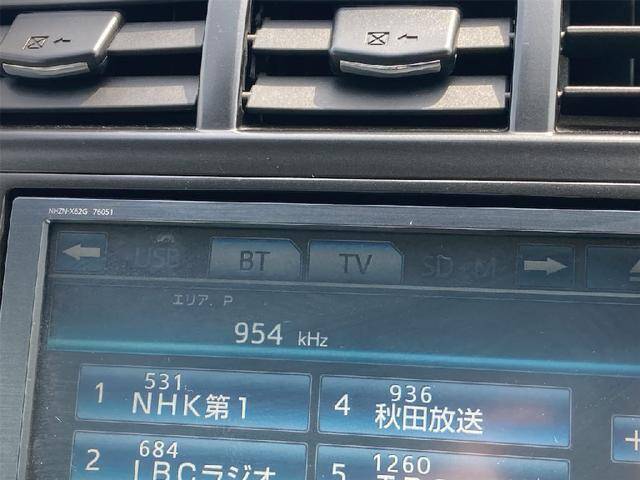 NHZN-X62G 76051
USB BT TV SD M
エリア. P
954 kHz
1 531 NHK第1
4 936 秋田放送
2 684 IBCラジオ
5 1260
+